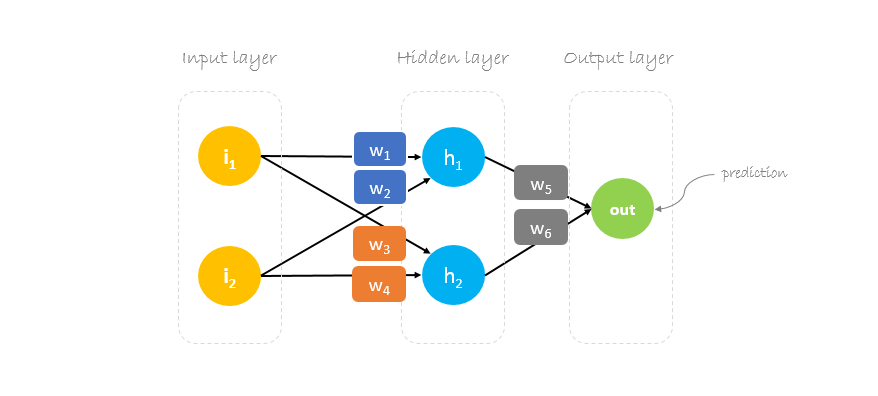 Input layer
Hidden layer
Output layer
i₁
w₁
h₁
w₂
w₅
prediction
out
w₆
w₃
i₂
w₄
h₂